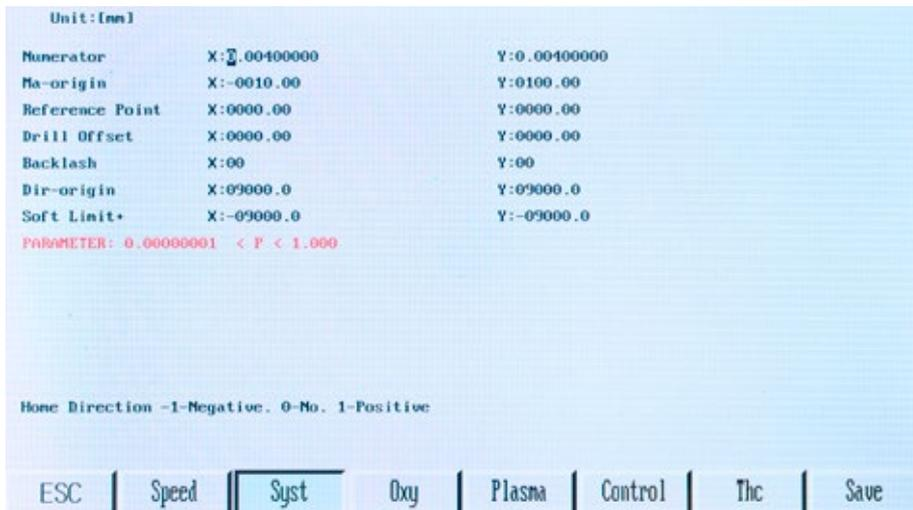 Unit:[mm]
Numerator X:0.00400000 Y:0.00400000
Ma-origin X:-0010.00 Y:0100.00
Reference Point X:0000.00 Y:0000.00
Drill Offset X:0000.00 Y:0000.00
Backlash X:00 Y:00
Dir-origin X:09000.0 Y:09000.0
Soft Limit+ X:-09000.0 Y:-09000.0
PARAMETER: 0.00000001 < P < 1.000
Home Direction -1-Negative. 0-No. 1-Positive
ESC Speed Syst Oxy Plasma Control Thc Save